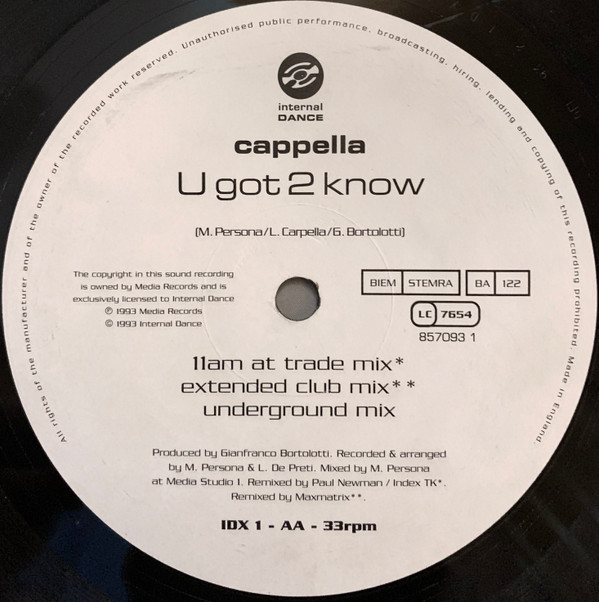 All rights of the manufacturer and of the owner of the recorded work reserved. Unauthorised public performance, broadcasting, hiring, lending and copying of this recording prohibited. Made in England
internal
DANCE
cappella
U got 2 know
(M. Persona/L. Carpella/G. Bortolotti)
The copyright in this sound recording
is owned by Media Records and is
exclusively licensed to Internal Dance
℗ 1993 Media Records
© 1993 Internal Dance
BIEM STEMRA BA 122
LC 7654
857093 1
11am at trade mix*
extended club mix**
underground mix
Produced by Gianfranco Bortolotti. Recorded & arranged
by M. Persona & L. De Preti. Mixed by M. Persona
at Media Studio 1. Remixed by Paul Newman / Index TK*.
Remixed by Maxmatrix**.
IDX 1 - AA - 33rpm